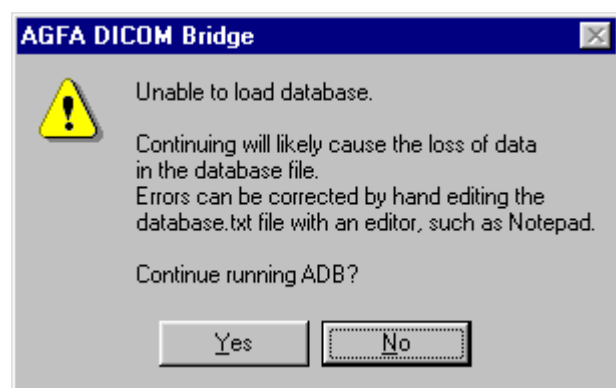 AGFA DICOM Bridge
Unable to load database.
Continuing will likely cause the loss of data
in the database file.
Errors can be corrected by hand editing the
database.txt file with an editor, such as Notepad.
Continue running ADB?
Yes
No